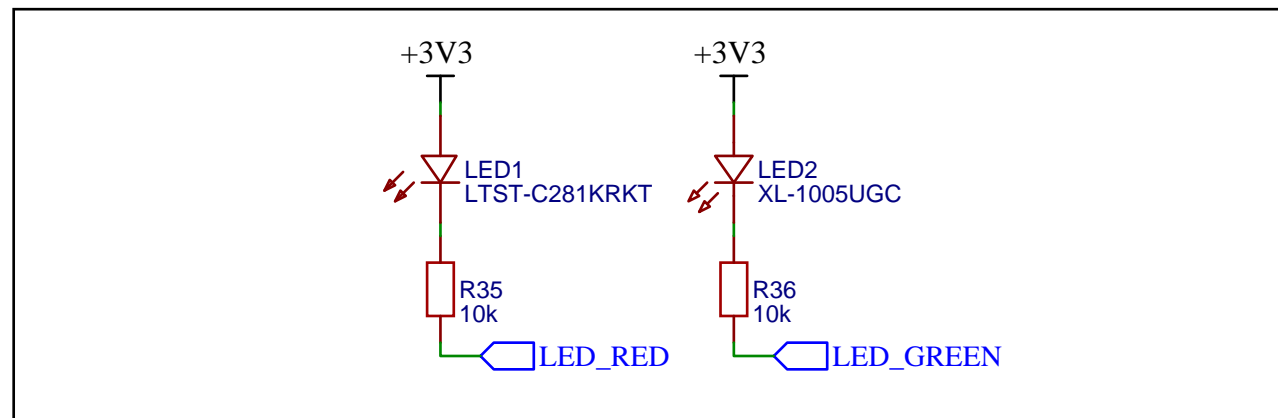 +3V3
LED1
LTST-C281KRKT
R35
10k
LED_RED
+3V3
LED2
XL-1005UGC
R36
10k
LED_GREEN